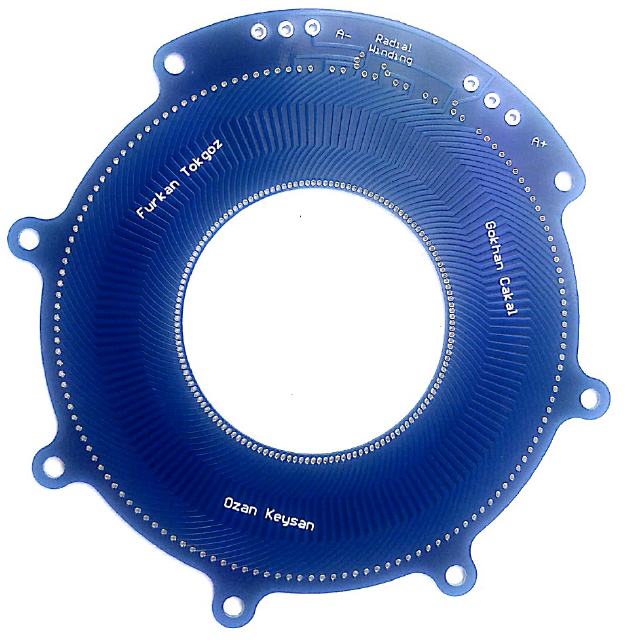 A-
Radial
Winding
A+
Furkan Tokgoz
Gokhan Cakal
Ozan Keysan